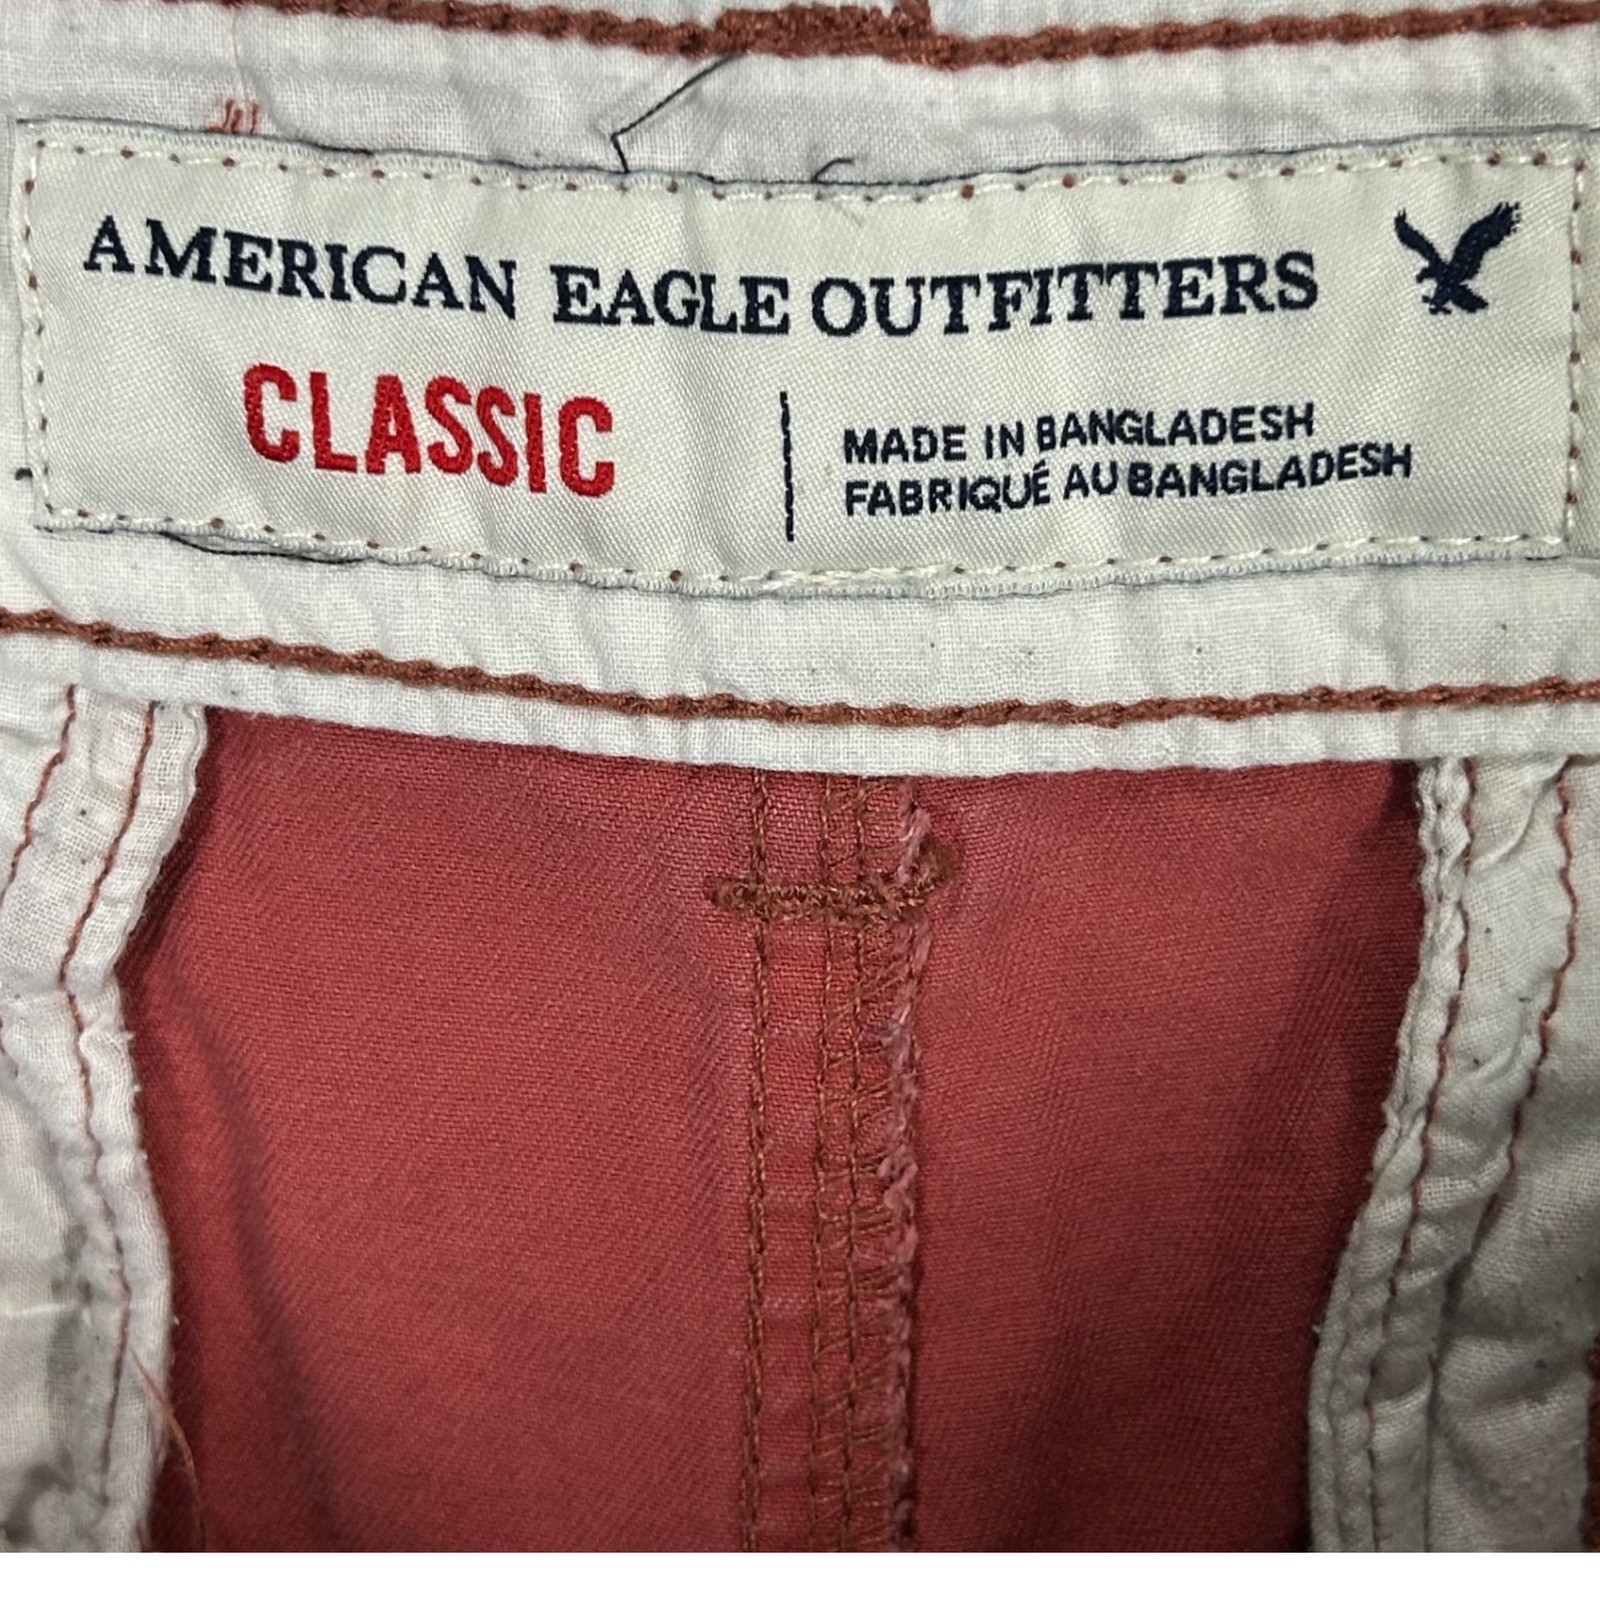 AMERICAN EAGLE OUTFITTERS
CLASSIC
MADE IN BANGLADESH
FABRIQUÉ AU BANGLADESH